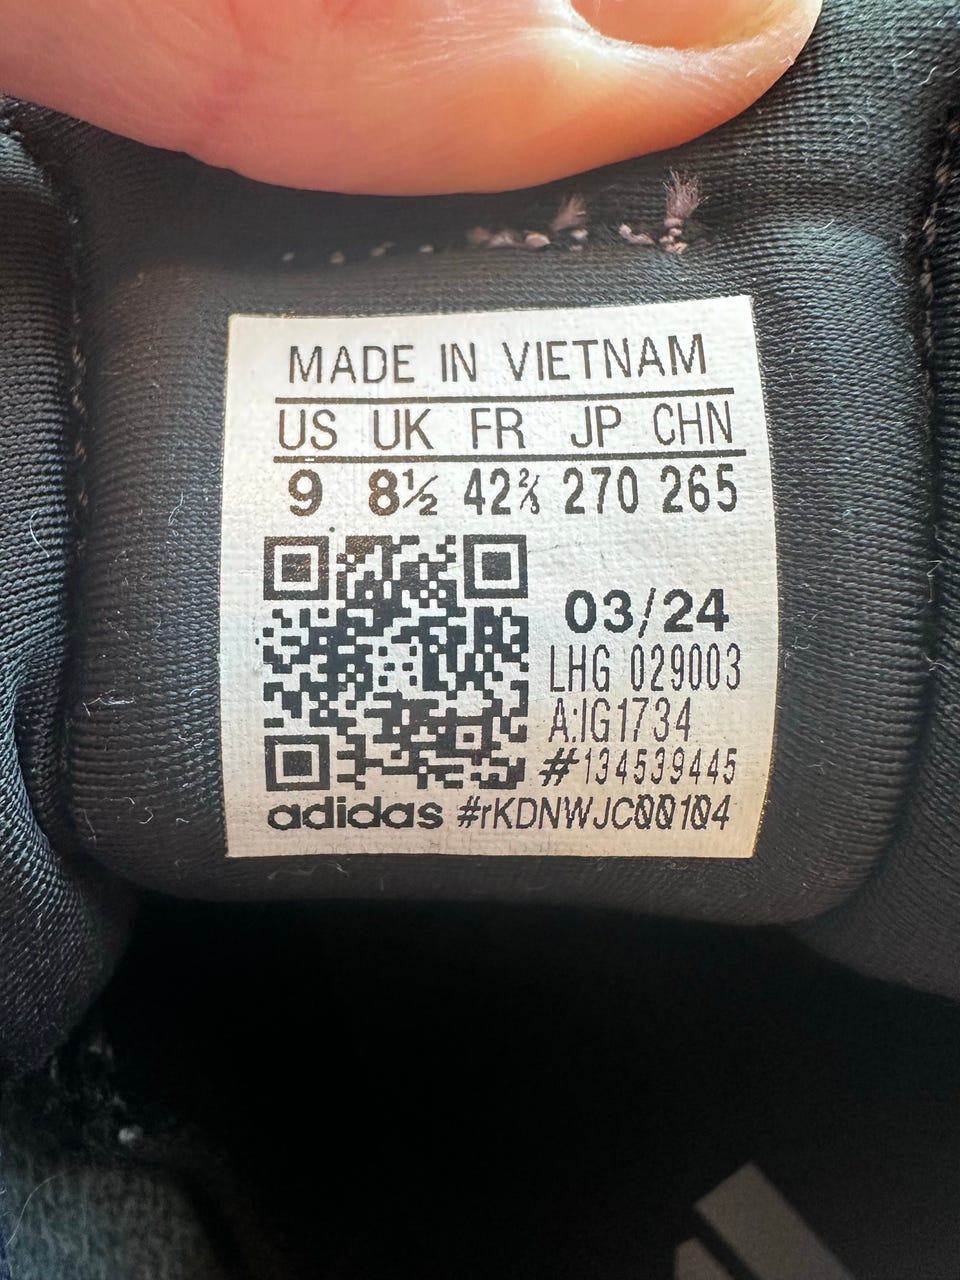 MADE IN VIETNAM
US UK FR JP CHN
9 8½ 42⅔ 270 265
03/24
LHG 029003
A:IG1734
#134539445
adidas #rKDNWJC00104